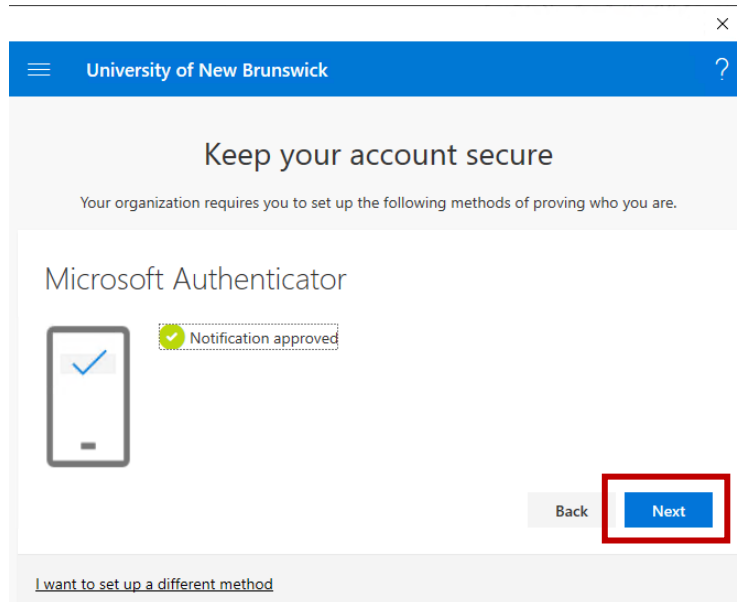 University of New Brunswick
?
Keep your account secure
Your organization requires you to set up the following methods of proving who you are.
Microsoft Authenticator
Notification approved
Back Next
I want to set up a different method